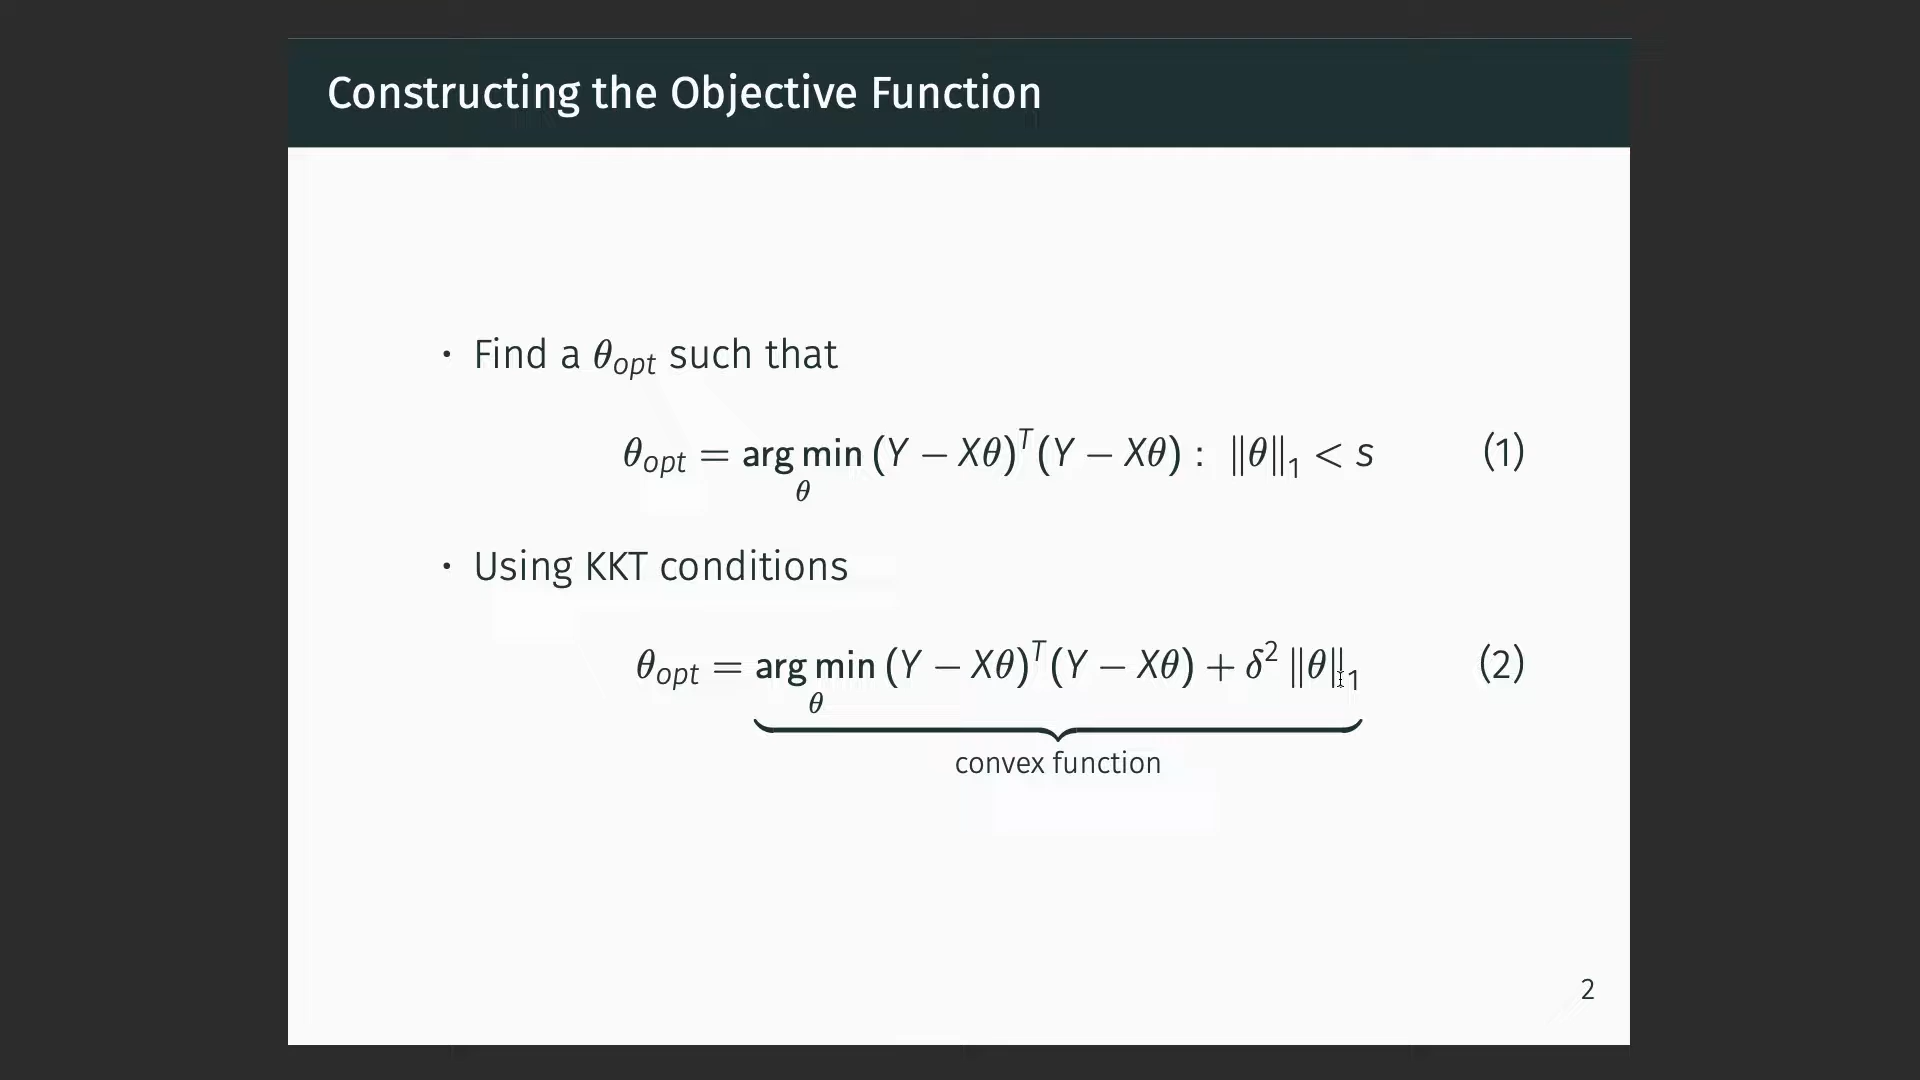 Constructing the Objective Function
· Find a θ_opt such that
θ_opt = arg min_θ (Y − Xθ)^T (Y − Xθ) : ‖θ‖_1 < s (1)
· Using KKT conditions
θ_opt = arg min_θ (Y − Xθ)^T (Y − Xθ) + δ^2 ‖θ‖_1 (2)
convex function
2